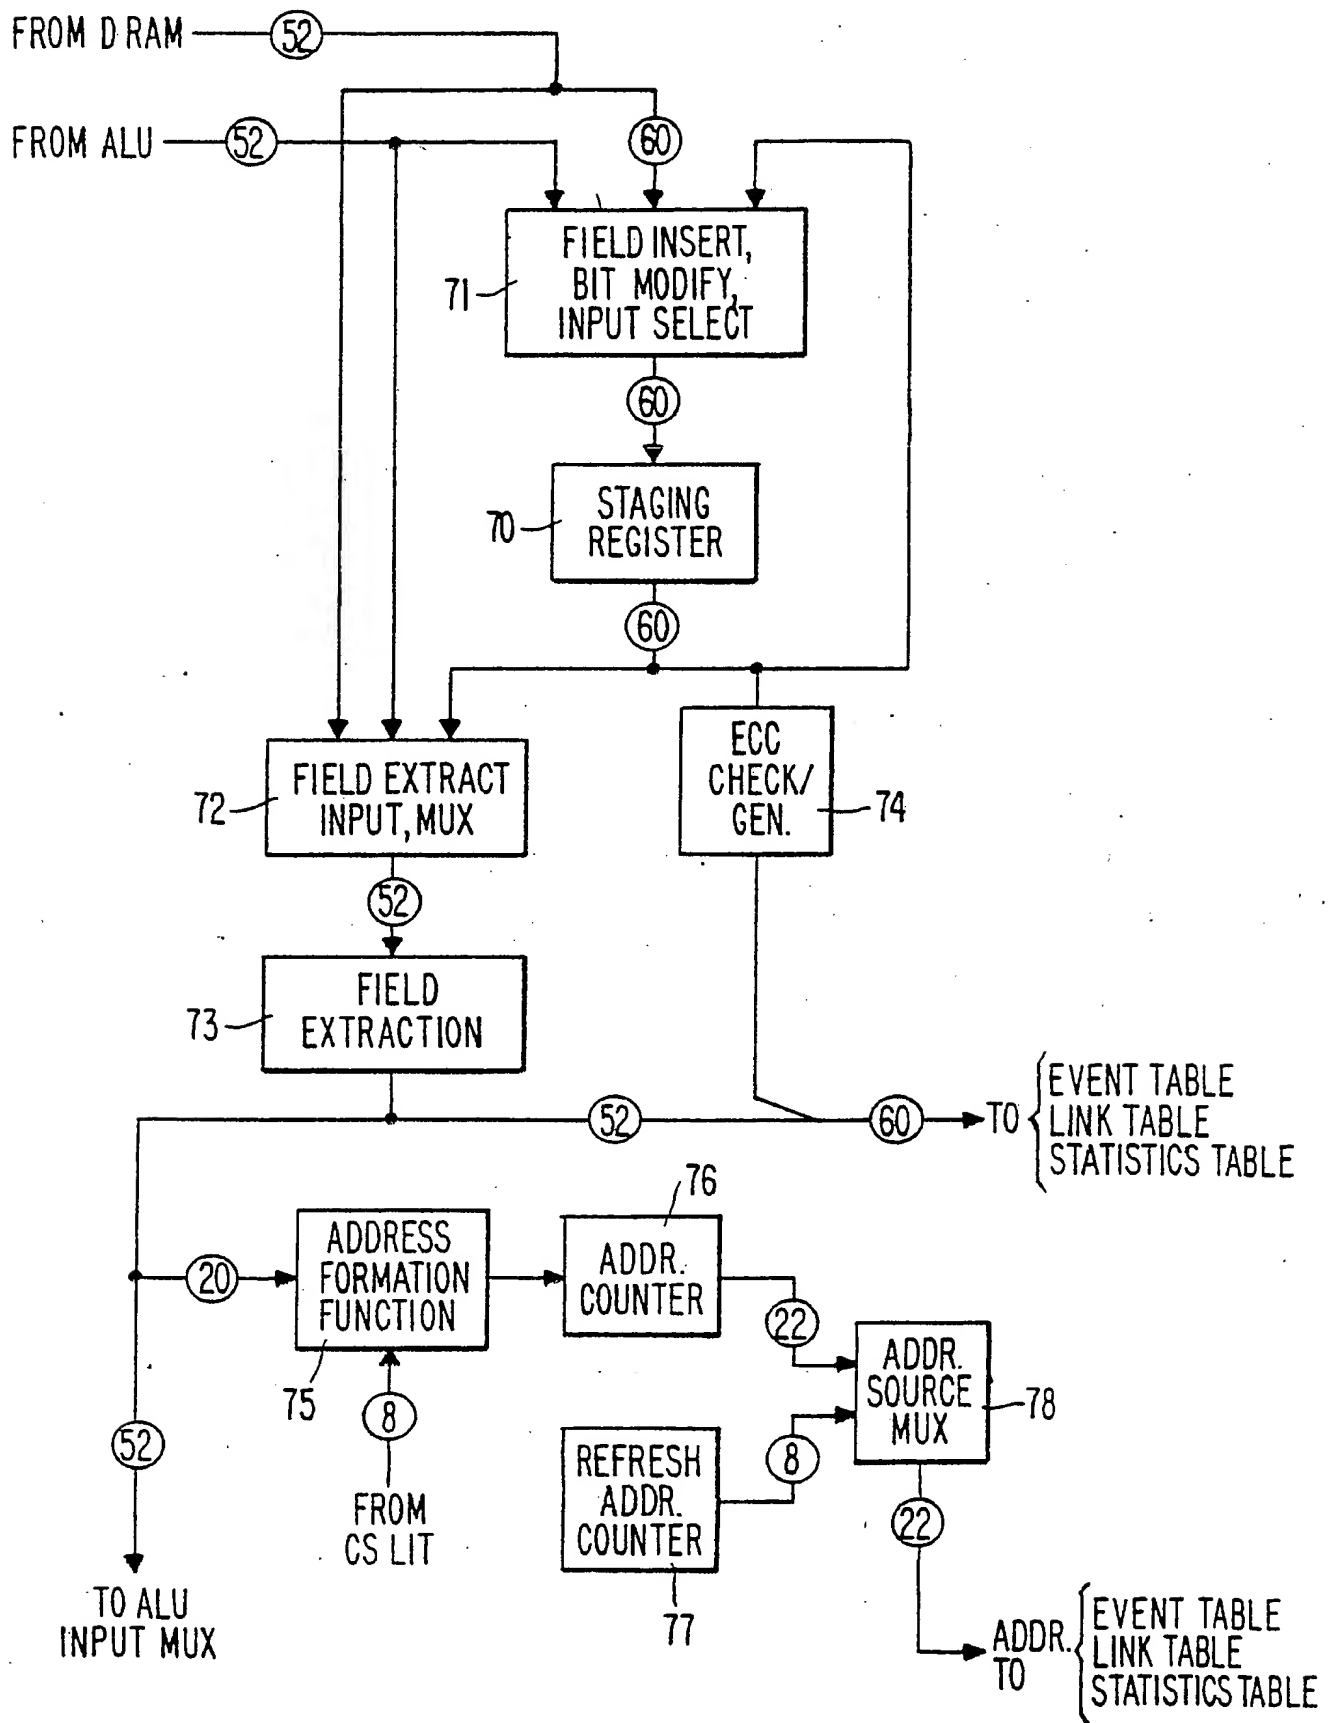 FROM DRAM
52
FROM ALU
52
60
FIELD INSERT,
BIT MODIFY,
INPUT SELECT
71
60
STAGING
REGISTER
70
60
FIELD EXTRACT
INPUT, MUX
72
ECC
CHECK/
GEN.
74
52
FIELD
EXTRACTION
73
52
60
TO
EVENT TABLE
LINK TABLE
STATISTICS TABLE
20
ADDRESS
FORMATION
FUNCTION
75
76
ADDR.
COUNTER
22
ADDR.
SOURCE
MUX
78
8
FROM
CS LIT
52
TO ALU
INPUT MUX
REFRESH
ADDR.
COUNTER
77
8
22
ADDR.
TO
EVENT TABLE
LINK TABLE
STATISTICS TABLE